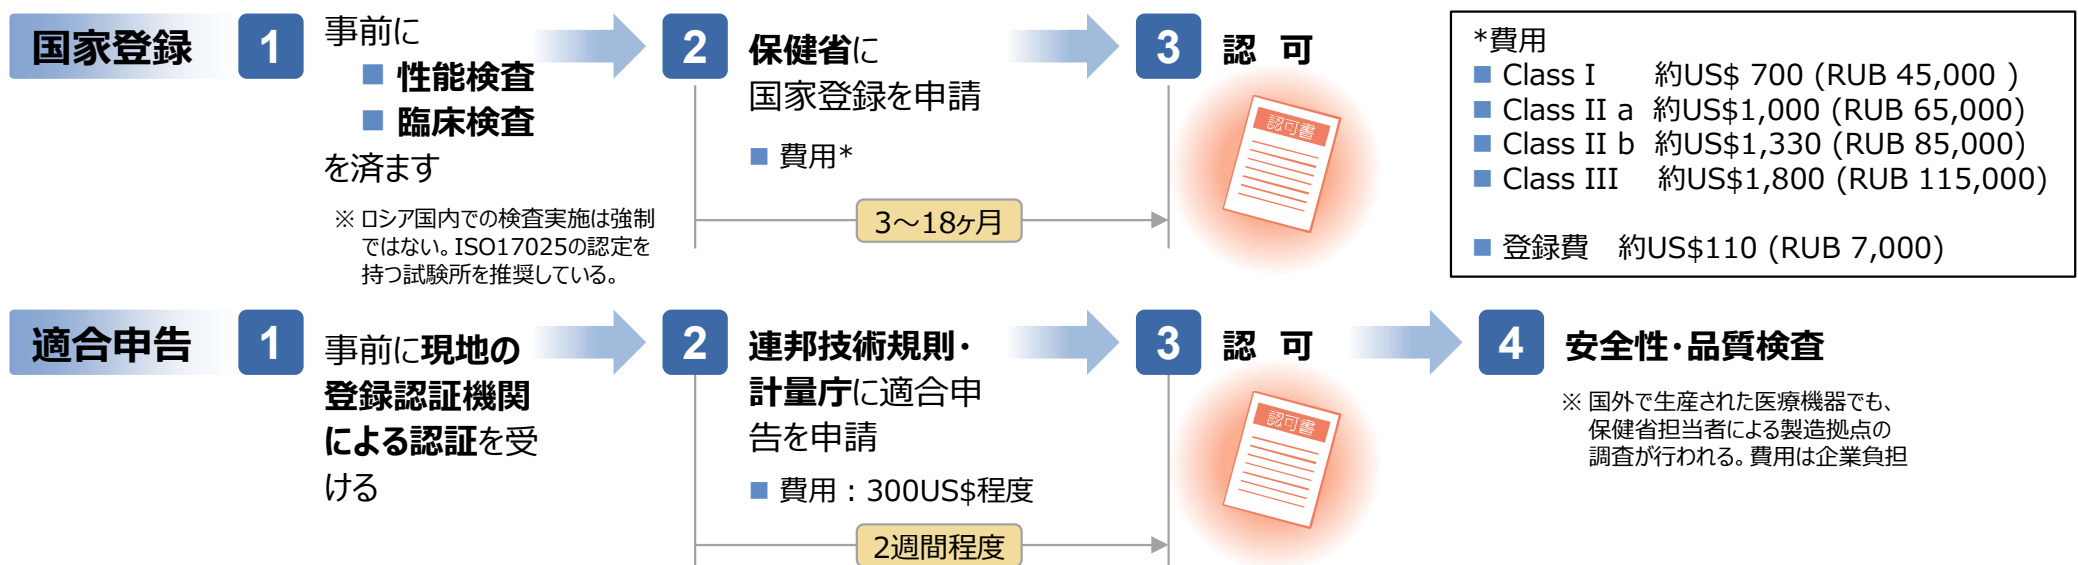 国家登録
1
事前に
■ 性能検査
■ 臨床検査
を済ます
※ ロシア国内での検査実施は強制
ではない。ISO17025の認定を
持つ試験所を推奨している。
2
保健省に
国家登録を申請
■ 費用*
3～18ヶ月
3
認 可
認可書
*費用
■ Class I 約US$ 700 (RUB 45,000 )
■ Class II a 約US$1,000 (RUB 65,000)
■ Class II b 約US$1,330 (RUB 85,000)
■ Class III 約US$1,800 (RUB 115,000)
■ 登録費 約US$110 (RUB 7,000)
適合申告
1
事前に現地の
登録認証機関
による認証を受
ける
2
連邦技術規則・
計量庁に適合申
告を申請
■ 費用：300US$程度
2週間程度
3
認 可
認可書
4
安全性・品質検査
※ 国外で生産された医療機器でも、
保健省担当者による製造拠点の
調査が行われる。費用は企業負担